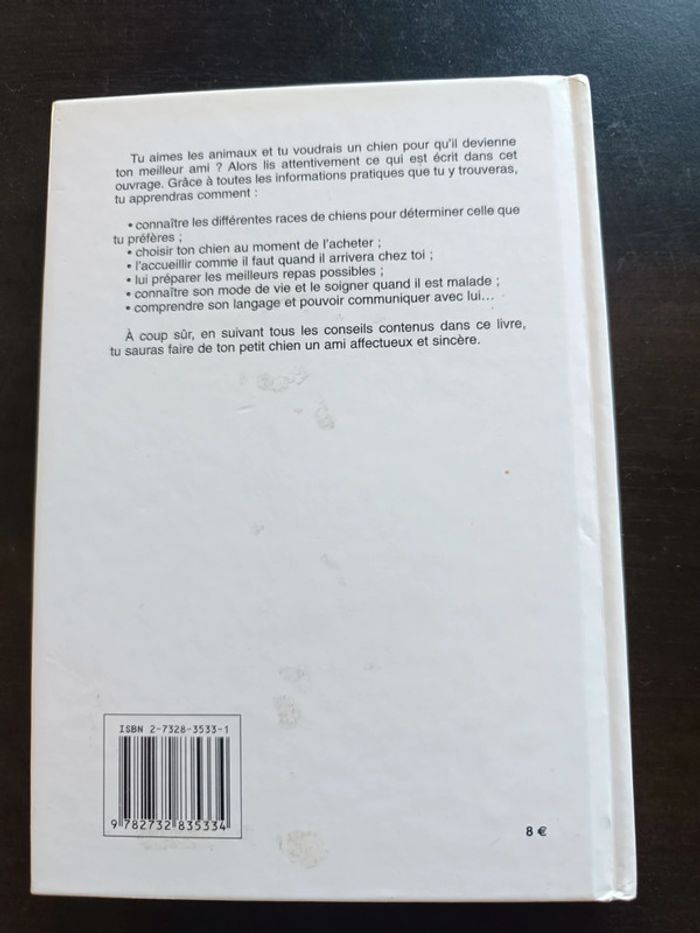 Tu aimes les animaux et tu voudrais un chien pour qu'il devienne
ton meilleur ami ? Alors lis attentivement ce qui est écrit dans cet
ouvrage. Grâce à toutes les informations pratiques que tu y trouveras,
tu apprendras comment :
• connaître les différentes races de chiens pour déterminer celle que
tu préfères ;
• choisir ton chien au moment de l'acheter ;
• l'accueillir comme il faut quand il arrivera chez toi ;
• lui préparer les meilleurs repas possibles ;
• connaître son mode de vie et le soigner quand il est malade ;
• comprendre son langage et pouvoir communiquer avec lui...
À coup sûr, en suivant tous les conseils contenus dans ce livre,
tu sauras faire de ton petit chien un ami affectueux et sincère.
ISBN 2-7328-3533-1
9 782732 835334
8 €